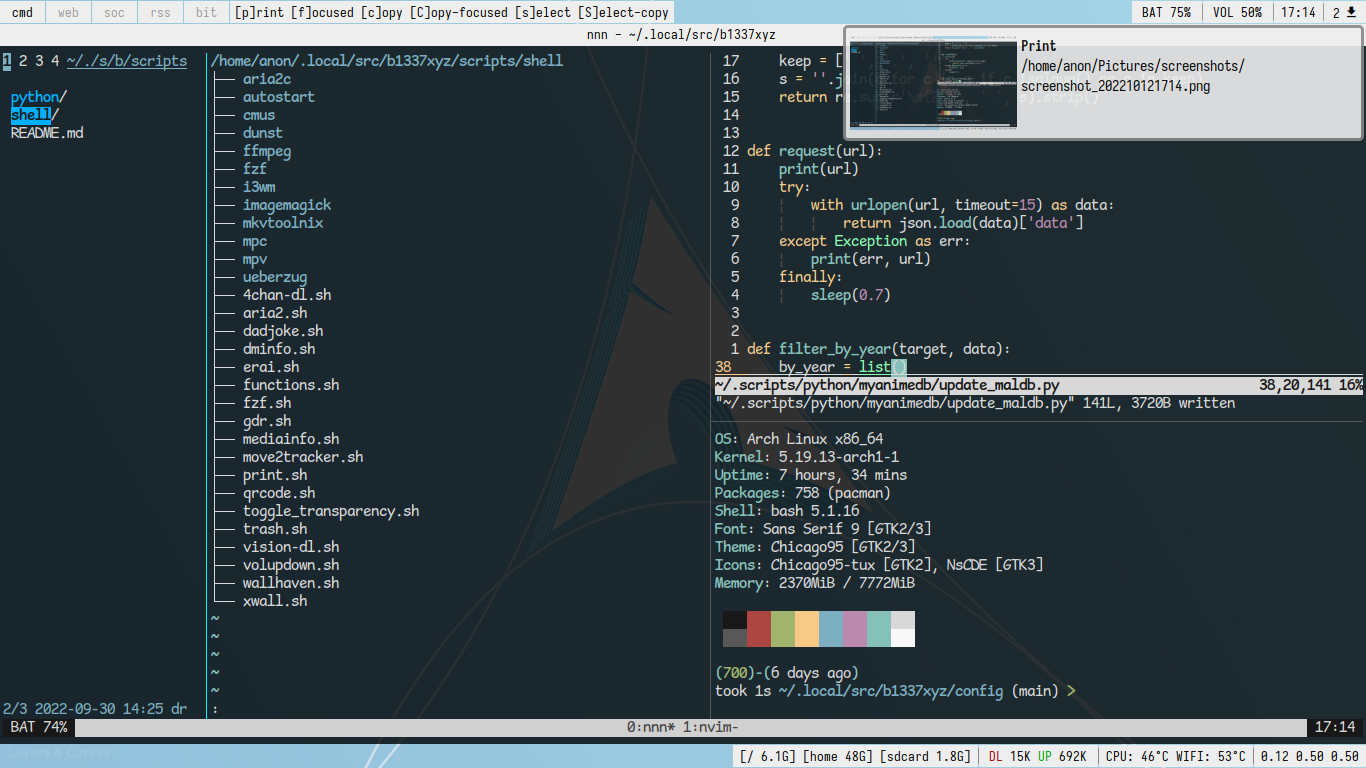 cmd web soc rss bit [p]rint [f]ocused [c]opy [C]opy-focused [s]elect [S]elect-copy BAT 75% VOL 50% 17:14 2
nnn – ~/.local/src/b1337xyz
1 2 3 4 ~/./s/b/scripts
python/
shell/
README.md
2/3 2022-09-30 14:25 dr
/home/anon/.local/src/b1337xyz/scripts/shell
├── aria2c
├── autostart
├── cmus
├── dunst
├── ffmpeg
├── fzf
├── i3wm
├── imagemagick
├── mkvtoolnix
├── mpc
├── mpv
├── ueberzug
├── 4chan-dl.sh
├── aria2.sh
├── dadjoke.sh
├── dminfo.sh
├── erai.sh
├── functions.sh
├── fzf.sh
├── gdr.sh
├── mediainfo.sh
├── move2tracker.sh
├── print.sh
├── qrcode.sh
├── toggle_transparency.sh
├── trash.sh
├── vision-dl.sh
├── volupdown.sh
├── wallhaven.sh
└── xwall.sh
~
~
~
~
~
:
Print
/home/anon/Pictures/screenshots/
screenshot_202210121714.png
17 keep = [
16 s = ''.join(
15 return re.su
14
13
12 def request(url):
11 print(url)
10 try:
9 with urlopen(url, timeout=15) as data:
8 return json.load(data)['data']
7 except Exception as err:
6 print(err, url)
5 finally:
4 sleep(0.7)
3
2
1 def filter_by_year(target, data):
38 by_year = list()
~/.scripts/python/myanimedb/update_maldb.py 38,20,141 16%
"~/.scripts/python/myanimedb/update_maldb.py" 141L, 3720B written
OS: Arch Linux x86_64
Kernel: 5.19.13-arch1-1
Uptime: 7 hours, 34 mins
Packages: 758 (pacman)
Shell: bash 5.1.16
Font: Sans Serif 9 [GTK2/3]
Theme: Chicago95 [GTK2/3]
Icons: Chicago95-tux [GTK2], NsCDE [GTK3]
Memory: 2370MiB / 7772MiB
(700)-(6 days ago)
took 1s ~/.local/src/b1337xyz/config (main) >
BAT 74% 0:nnn* 1:nvim- 17:14
Layers & Curves
[/ 6.1G] [home 48G] [sdcard 1.8G] DL 15K UP 692K CPU: 46°C WIFI: 53°C 0.12 0.50 0.50